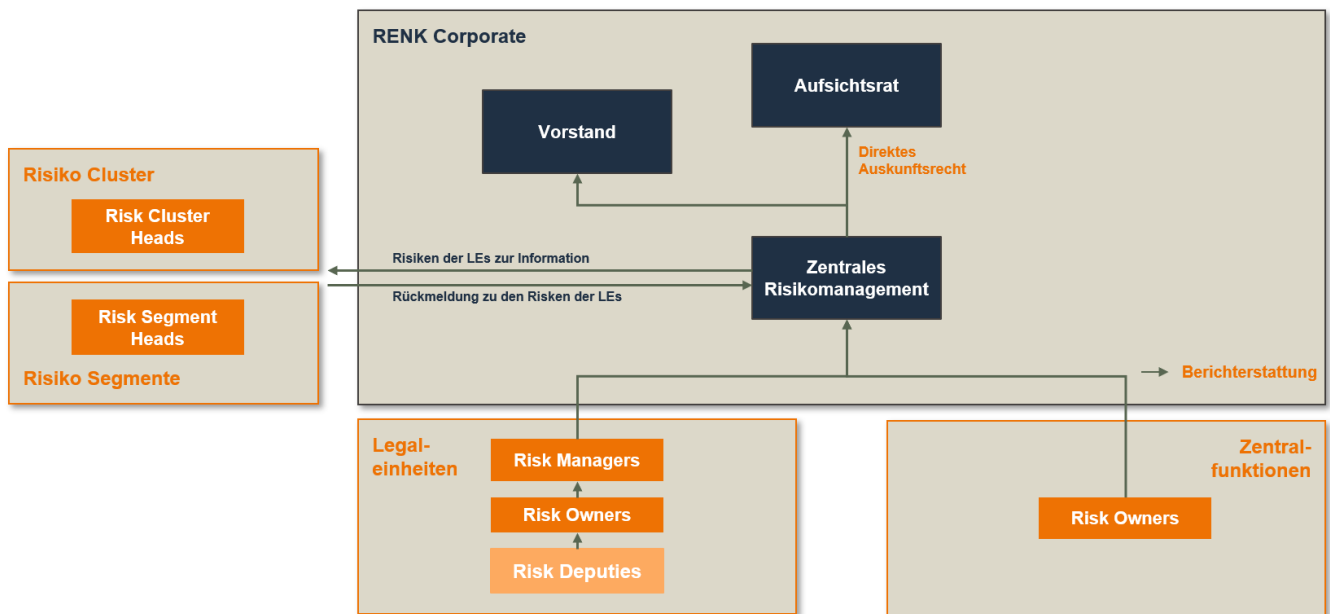 RENK Corporate
Aufsichtsrat
Vorstand
Direktes
Auskunftsrecht
Risiko Cluster
Risk Cluster
Heads
Risiken der LEs zur Information
Zentrales
Risikomanagement
Rückmeldung zu den Risken der LEs
Risk Segment
Heads
Risiko Segmente
Berichterstattung
Legal-
einheiten
Risk Managers
Risk Owners
Risk Deputies
Zentral-
funktionen
Risk Owners